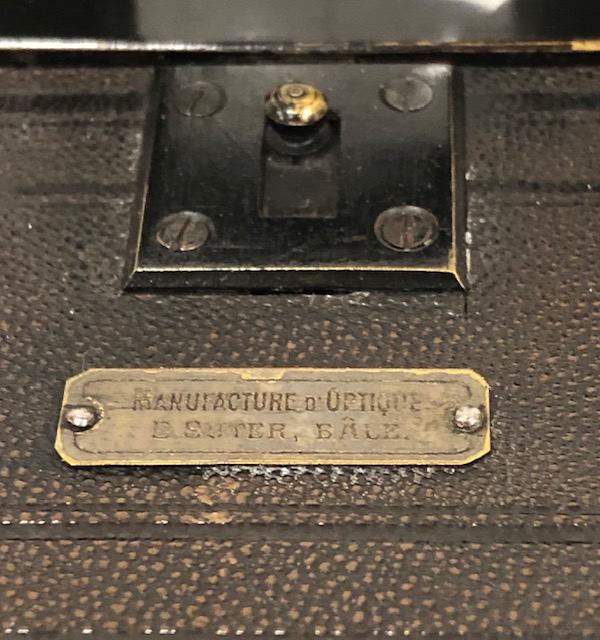 MANUFACTURE D'OPTIQUE
E. SUTER, BÂLE.